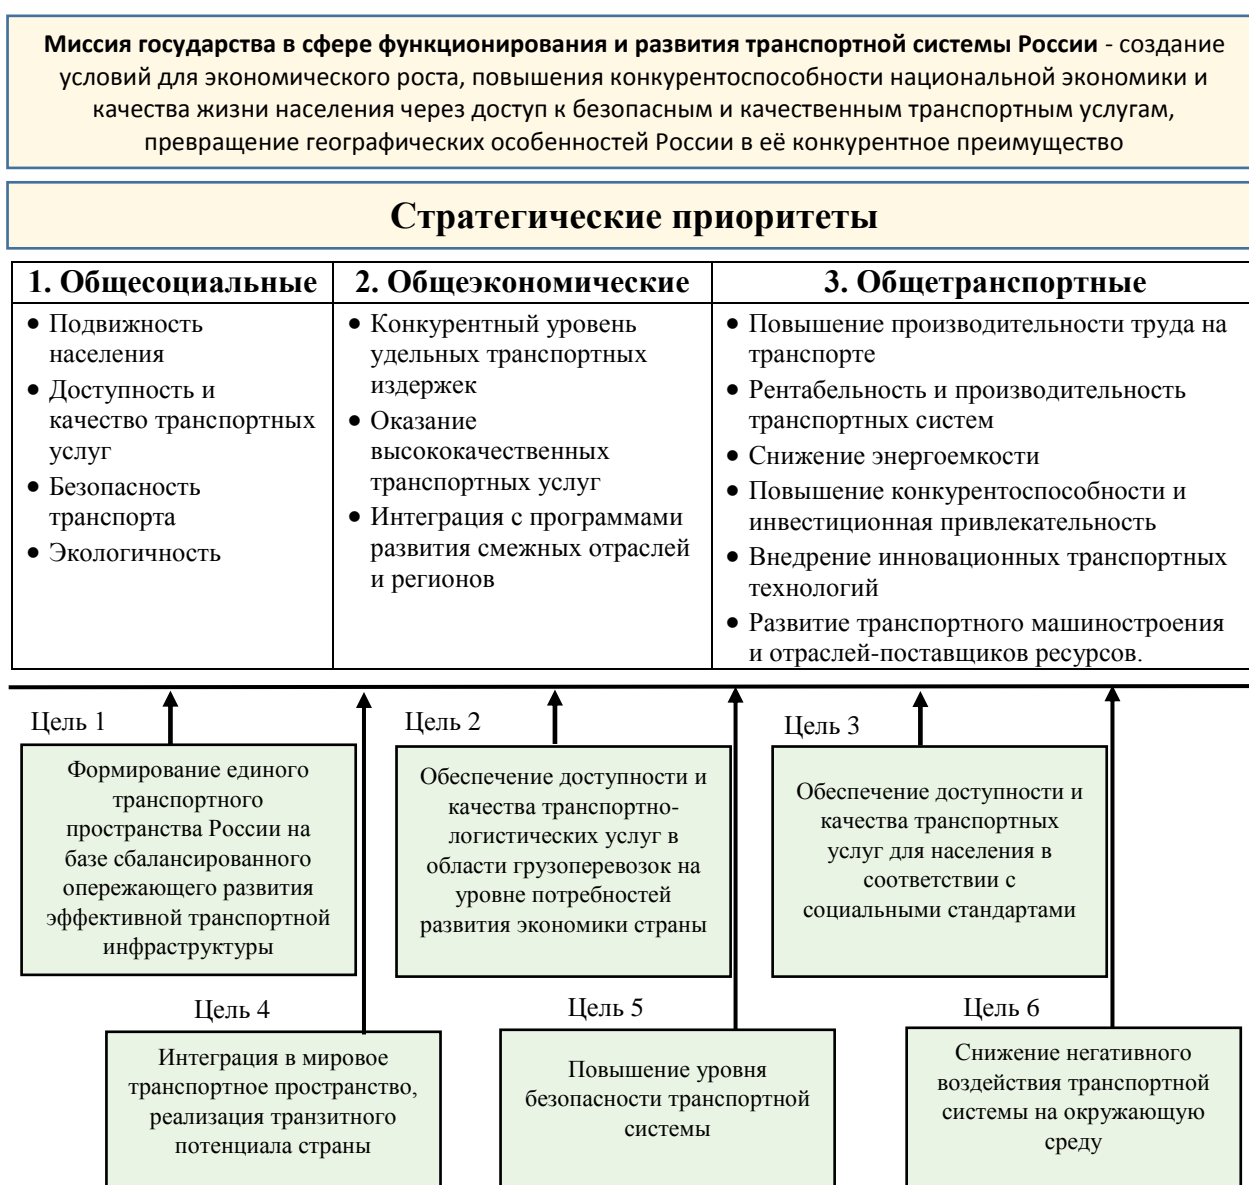 Миссия государства в сфере функционирования и развития транспортной системы России - создание
условий для экономического роста, повышения конкурентоспособности национальной экономики и
качества жизни населения через доступ к безопасным и качественным транспортным услугам,
превращение географических особенностей России в её конкурентное преимущество
Стратегические приоритеты
1. Общесоциальные
• Подвижность
населения
• Доступность и
качество транспортных
услуг
• Безопасность
транспорта
• Экологичность
2. Общеэкономические
• Конкурентный уровень
удельных транспортных
издержек
• Оказание
высококачественных
транспортных услуг
• Интеграция с программами
развития смежных отраслей
и регионов
3. Общетранспортные
• Повышение производительности труда на
транспорте
• Рентабельность и производительность
транспортных систем
• Снижение энергоемкости
• Повышение конкурентоспособности и
инвестиционная привлекательность
• Внедрение инновационных транспортных
технологий
• Развитие транспортного машиностроения
и отраслей-поставщиков ресурсов.
Цель 1
Формирование единого
транспортного
пространства России на
базе сбалансированного
опережающего развития
эффективной транспортной
инфраструктуры
Цель 2
Обеспечение доступности и
качества транспортно-
логистических услуг в
области грузоперевозок на
уровне потребностей
развития экономики страны
Цель 3
Обеспечение доступности и
качества транспортных
услуг для населения в
соответствии с
социальными стандартами
Цель 4
Интеграция в мировое
транспортное пространство,
реализация транзитного
потенциала страны
Цель 5
Повышение уровня
безопасности транспортной
системы
Цель 6
Снижение негативного
воздействия транспортной
системы на окружающую
среду